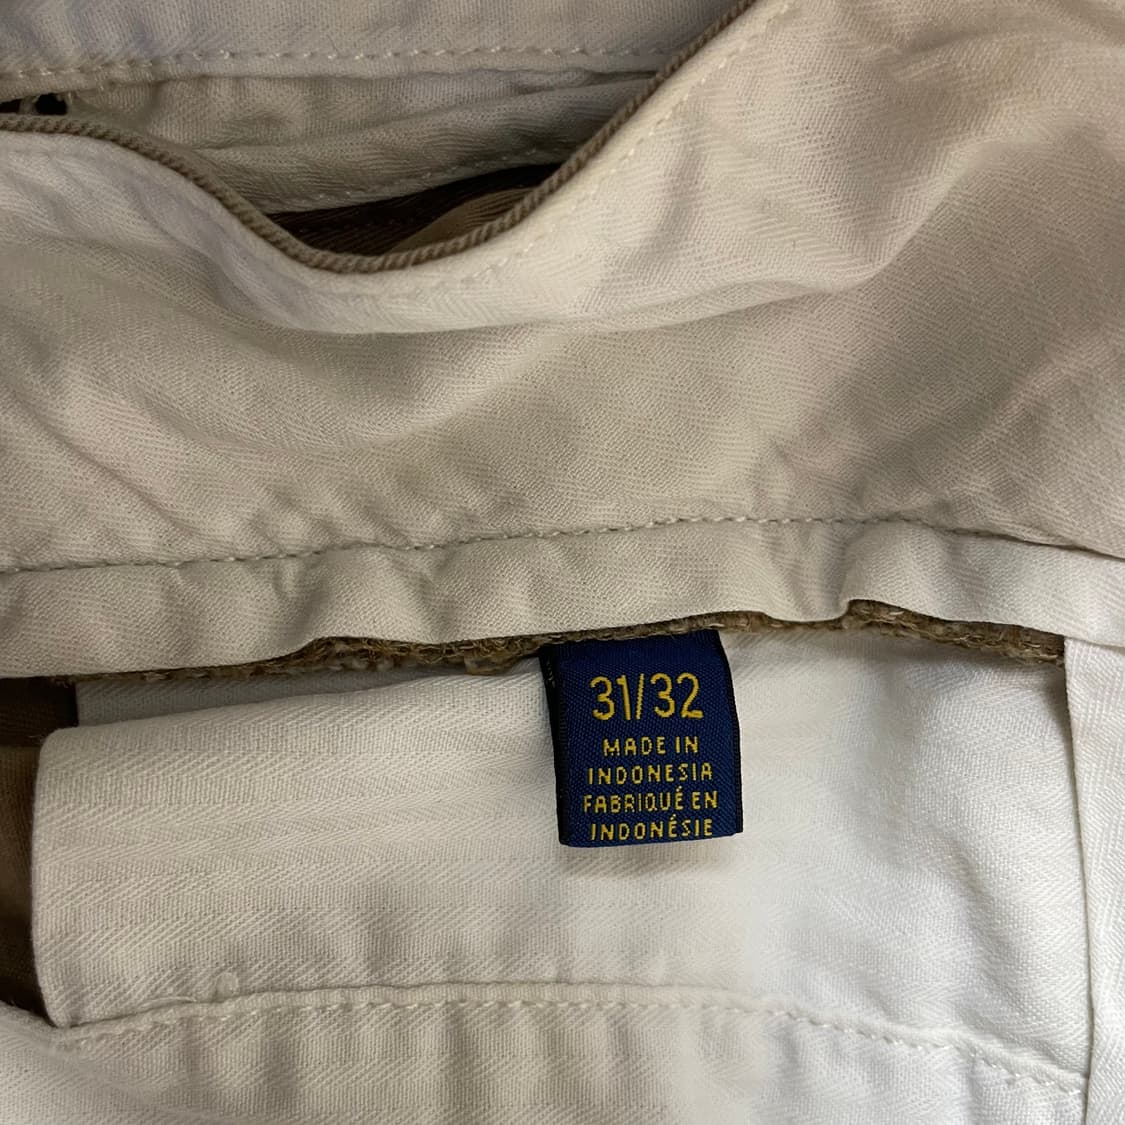 31/32
MADE IN
INDONESIA
FABRIQUÉ EN
INDONÉSIE